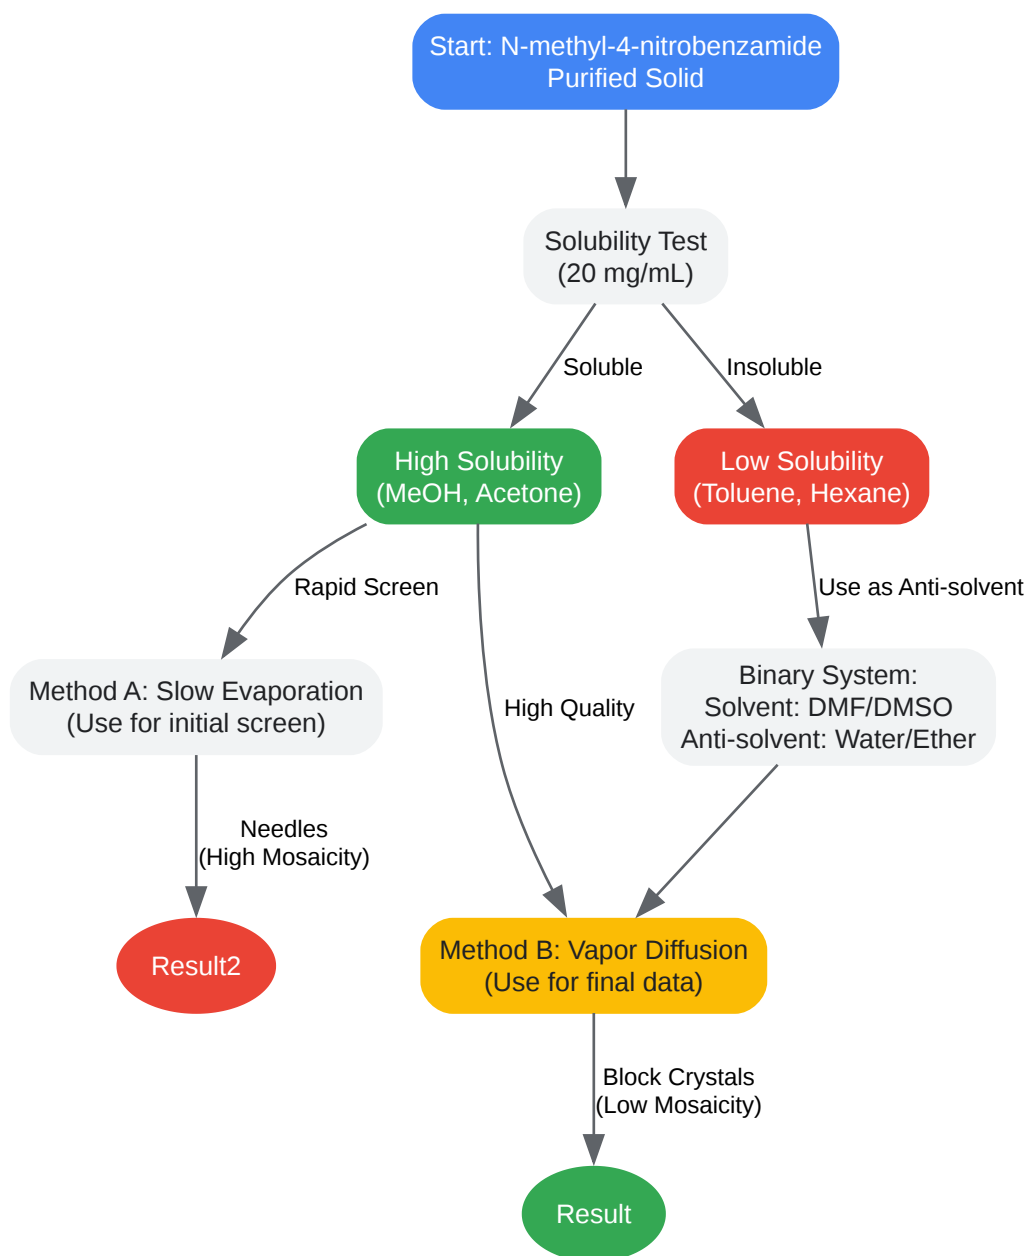 Start: N-methyl-4-nitrobenzamide
Purified Solid
Solubility Test
(20 mg/mL)
Soluble
Insoluble
High Solubility
(MeOH, Acetone)
Low Solubility
(Toluene, Hexane)
Rapid Screen
Use as Anti-solvent
Method A: Slow Evaporation
(Use for initial screen)
High Quality
Binary System:
Solvent: DMF/DMSO
Anti-solvent: Water/Ether
Needles
(High Mosaicity)
Result2
Method B: Vapor Diffusion
(Use for final data)
Block Crystals
(Low Mosaicity)
Result